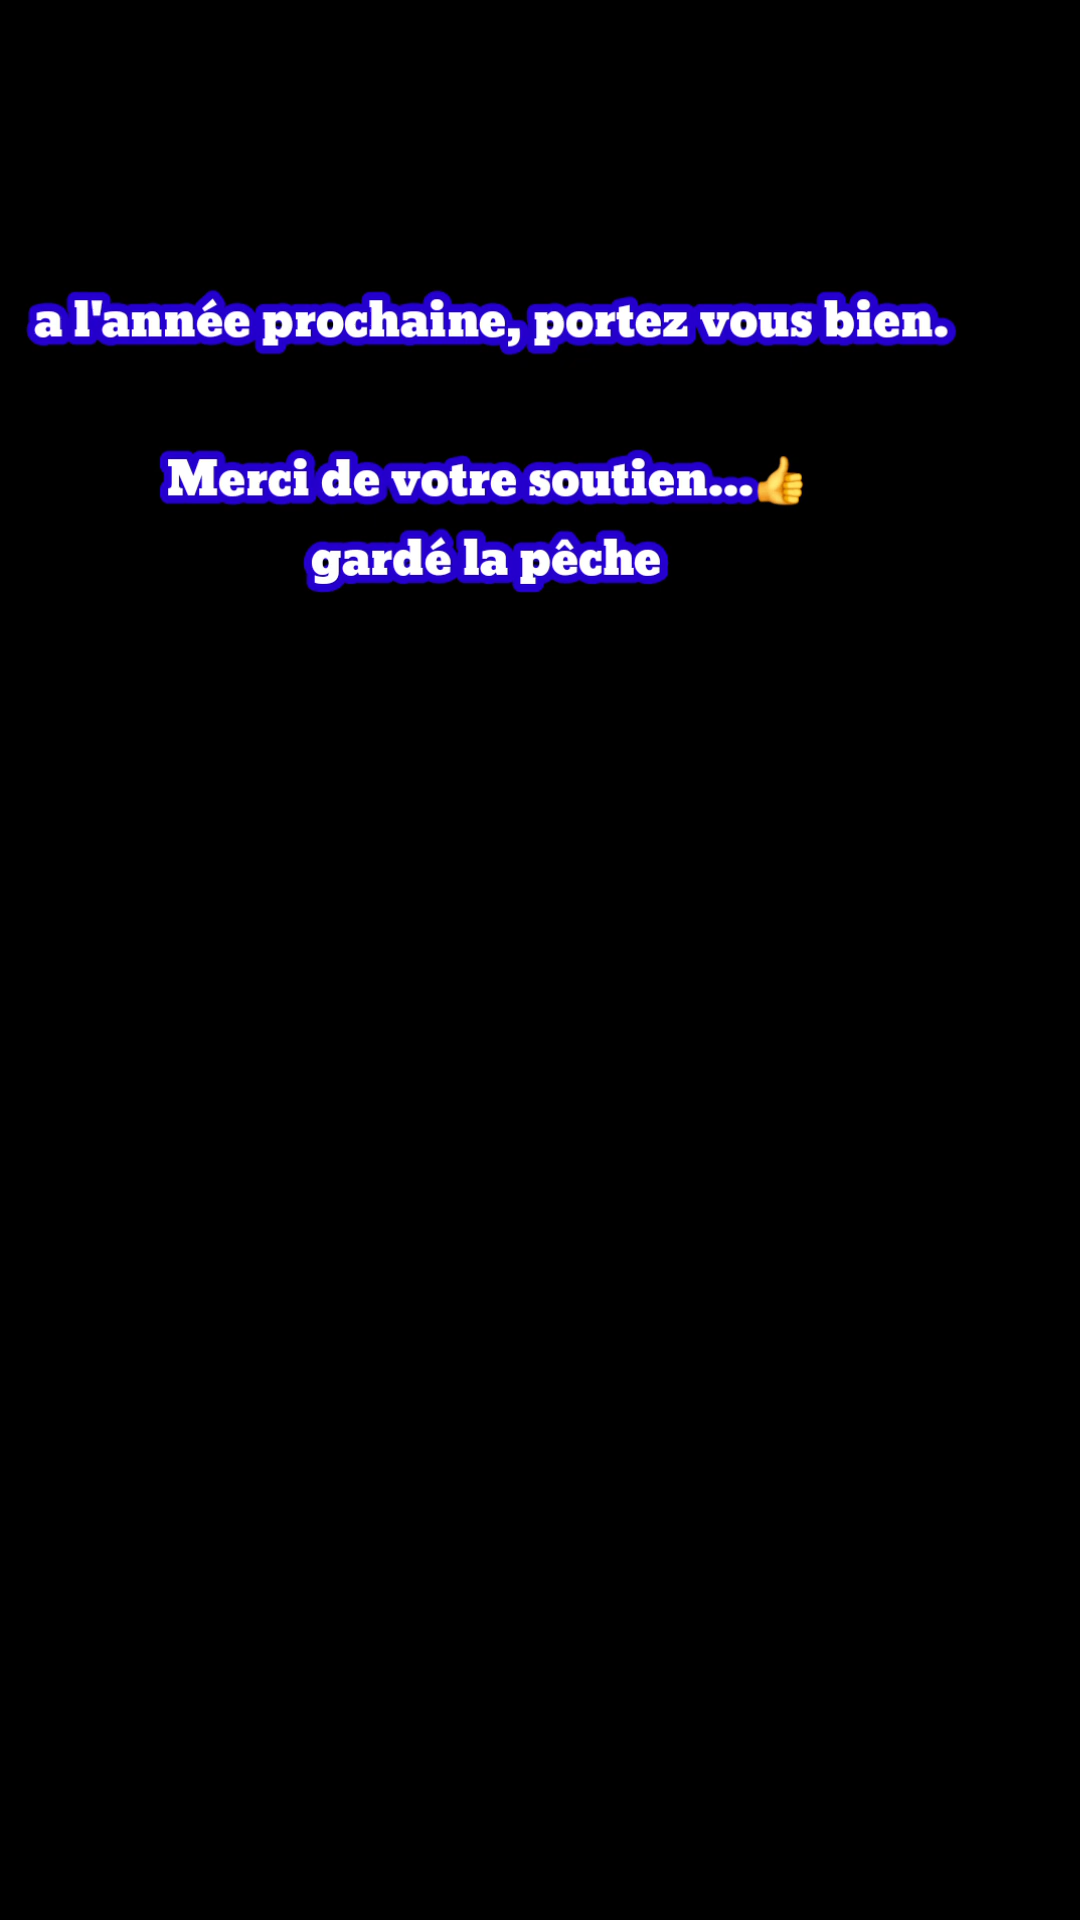 a l'année prochaine, portez vous bien.
Merci de votre soutien...👍
gardé la pêche